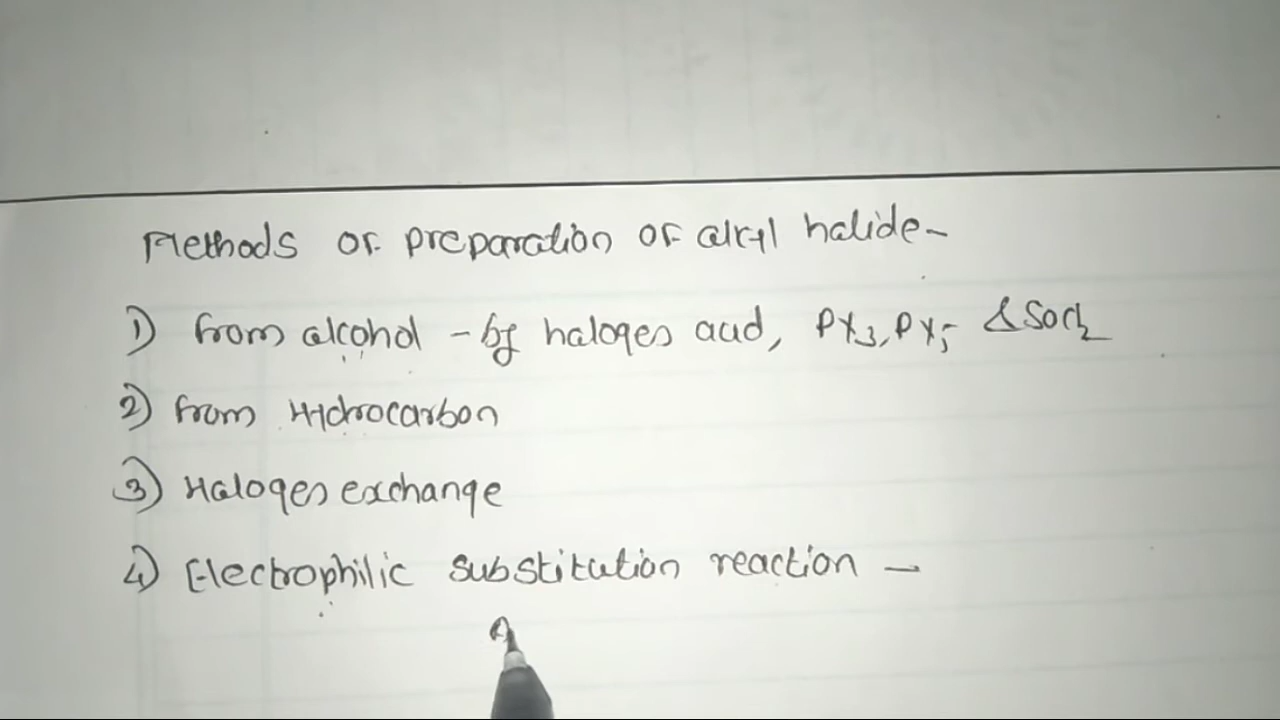 Methods of preparation of alkyl halide -
1) from alcohol - by halogen acid, PX3, PX5 & SOCl2
2) from Hydrocarbon
3) Halogen exchange
4) Electrophilic substitution reaction -